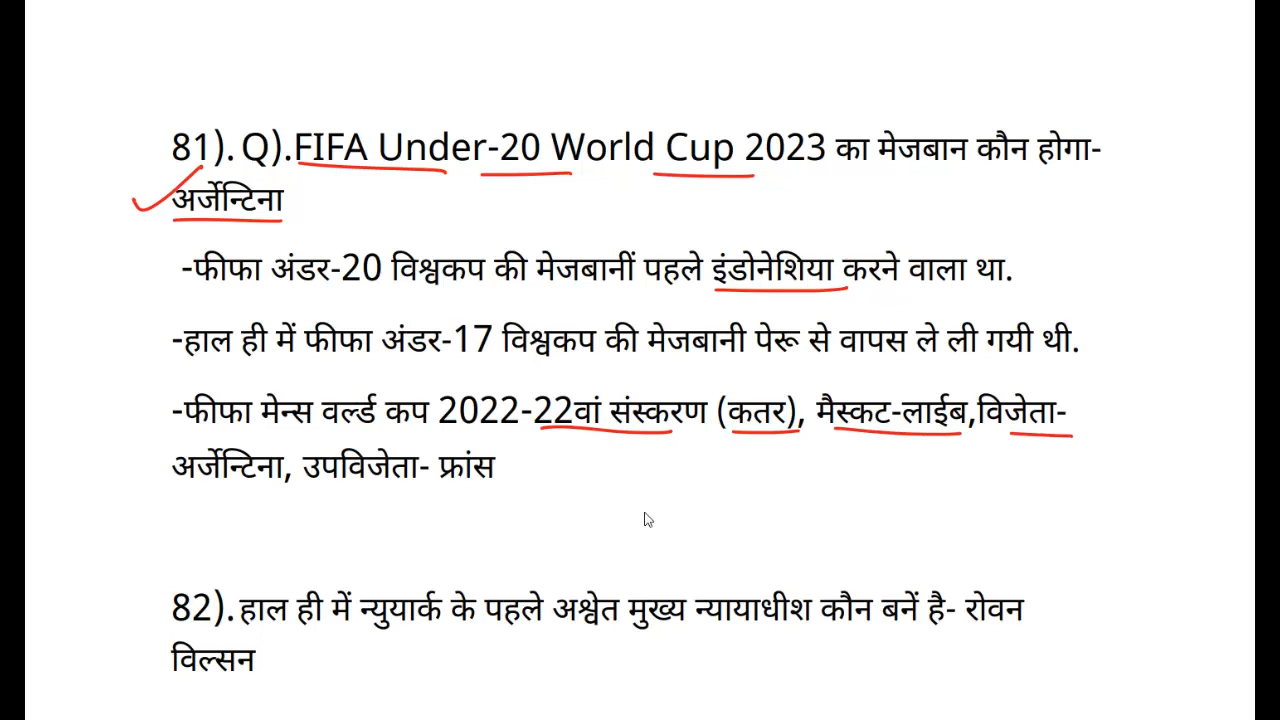 81). Q).FIFA Under-20 World Cup 2023 का मेजबान कौन होगा-
अर्जेन्टिना
-फीफा अंडर-20 विश्वकप की मेजबानीं पहले इंडोनेशिया करने वाला था.
-हाल ही में फीफा अंडर-17 विश्वकप की मेजबानी पेरू से वापस ले ली गयी थी.
-फीफा मेन्स वर्ल्ड कप 2022-22वां संस्करण (कतर), मैस्कट-लाईब,विजेता-
अर्जेन्टिना, उपविजेता- फ्रांस
82). हाल ही में न्युयार्क के पहले अश्वेत मुख्य न्यायाधीश कौन बनें है- रोवन
विल्सन